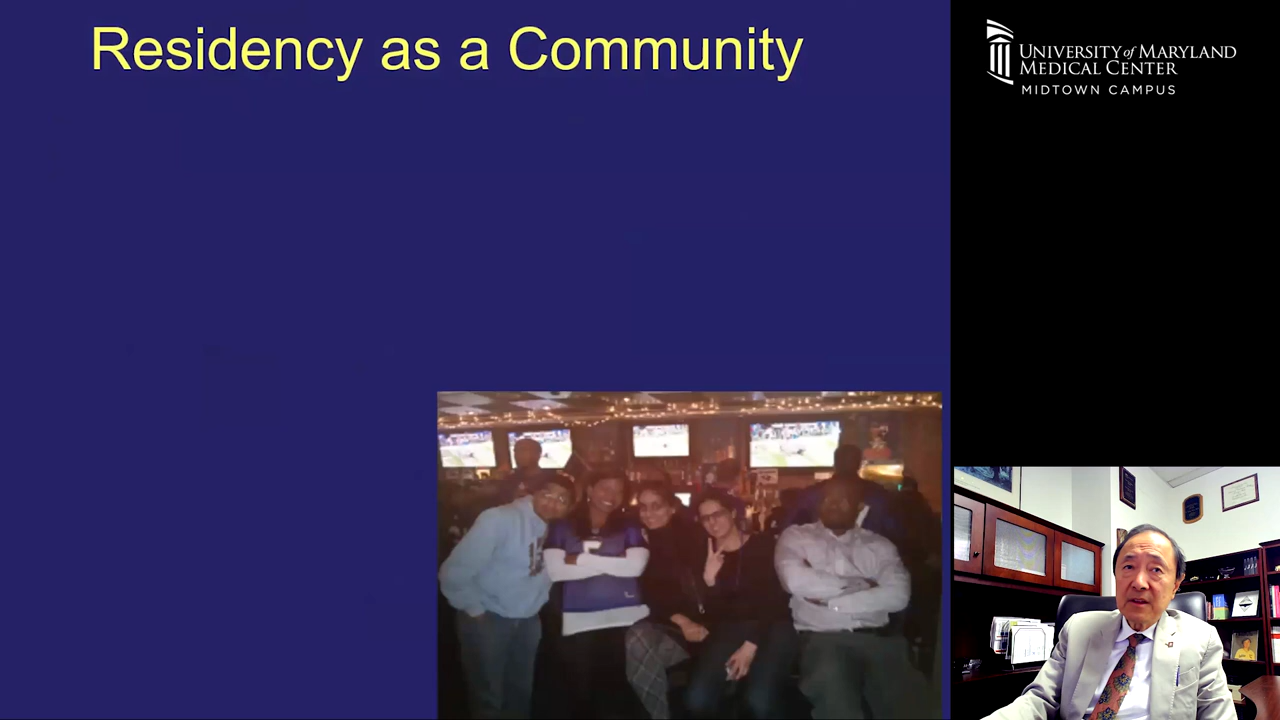 Residency as a Community
UNIVERSITY of MARYLAND
MEDICAL CENTER
MIDTOWN CAMPUS